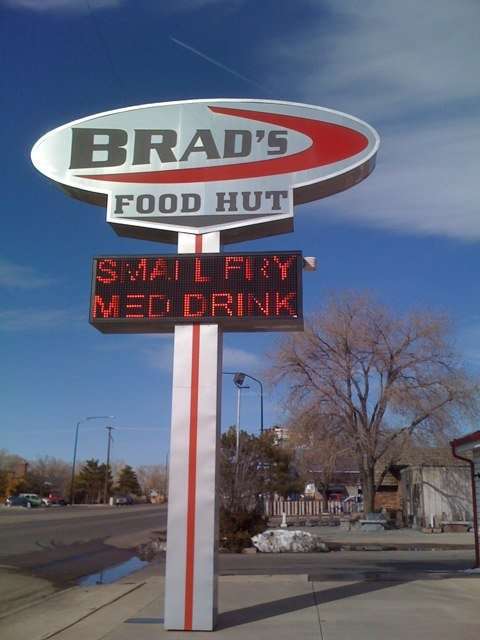 BRAD'S
FOOD HUT
SMALL FRY
MED DRINK